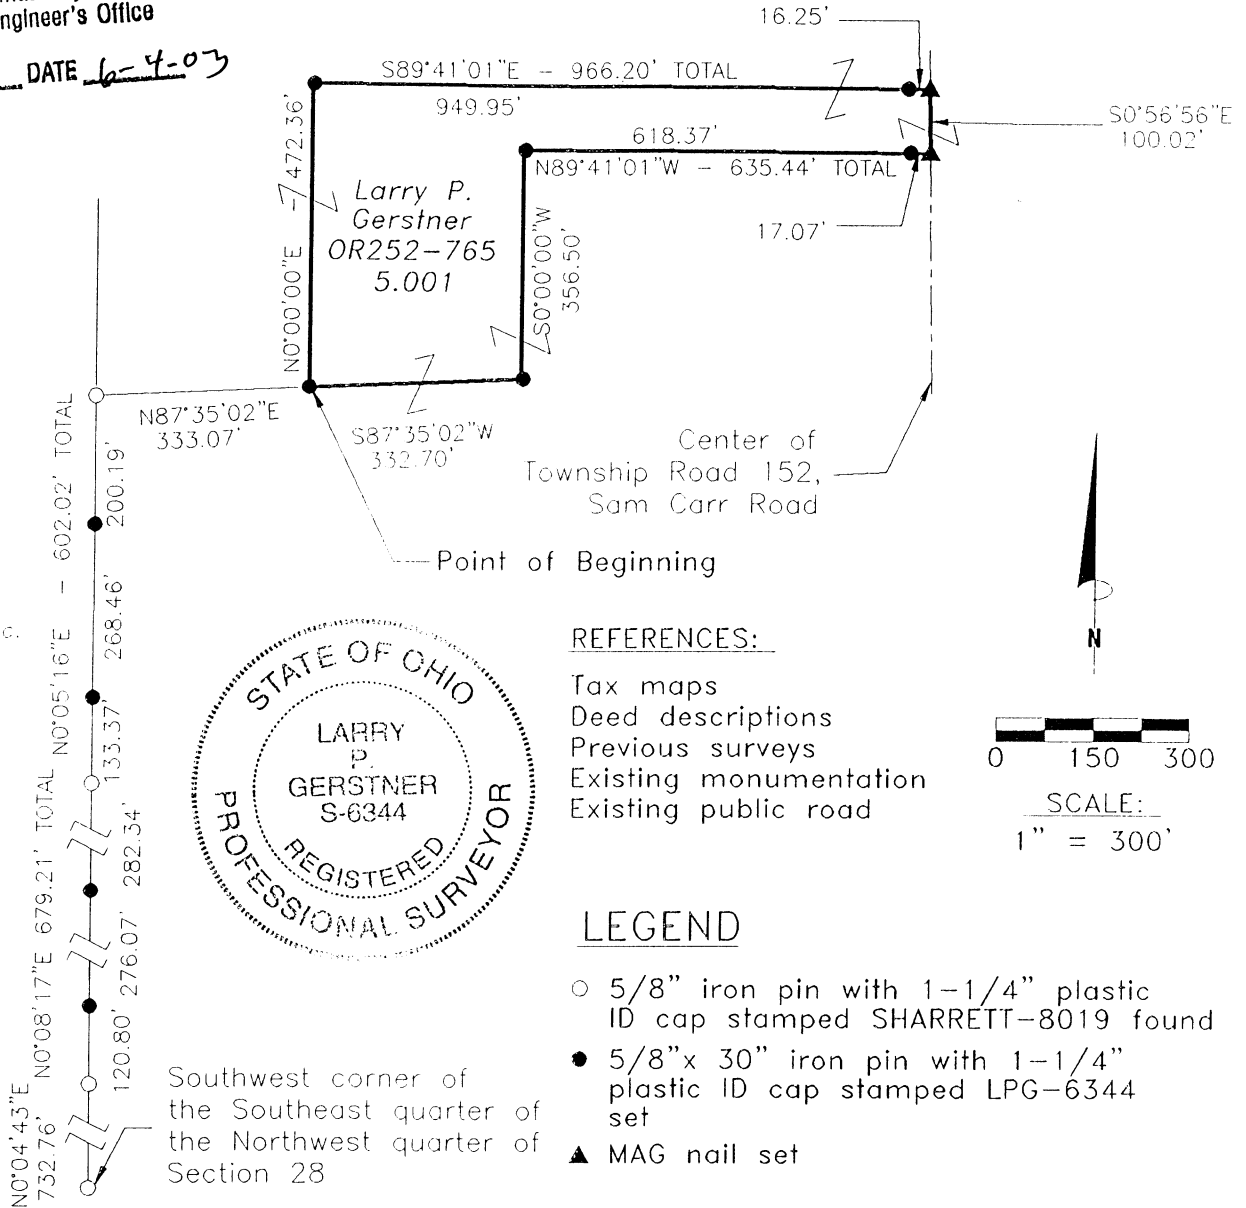 ngineer's Office
DATE 6-4-03
16.25'
S89°41'01"E - 966.20' TOTAL
949.95'
S0°56'56"E
100.02'
618.37'
N89°41'01"W - 635.44' TOTAL
17.07'
N0°00'00"E - 472.36'
Larry P.
Gerstner
OR252-765
5.001
S0°00'00"W
356.50'
N87°35'02"E
333.07'
S87°35'02"W
332.70'
Center of
Township Road 152,
Sam Carr Road
Point of Beginning
N0°05'16"E - 602.02' TOTAL
200.19'
268.46'
133.37'
N0°08'17"E 679.21' TOTAL
282.34'
276.07'
120.80'
N0°04'43"E
732.76'
Southwest corner of
the Southeast quarter of
the Northwest quarter of
Section 28
STATE OF OHIO
LARRY
P.
GERSTNER
S-6344
REGISTERED
PROFESSIONAL SURVEYOR
REFERENCES:
Tax maps
Deed descriptions
Previous surveys
Existing monumentation
Existing public road
N
0 150 300
SCALE:
1" = 300'
LEGEND
5/8" iron pin with 1-1/4" plastic
ID cap stamped SHARRETT-8019 found
5/8"x 30" iron pin with 1-1/4"
plastic ID cap stamped LPG-6344
set
MAG nail set